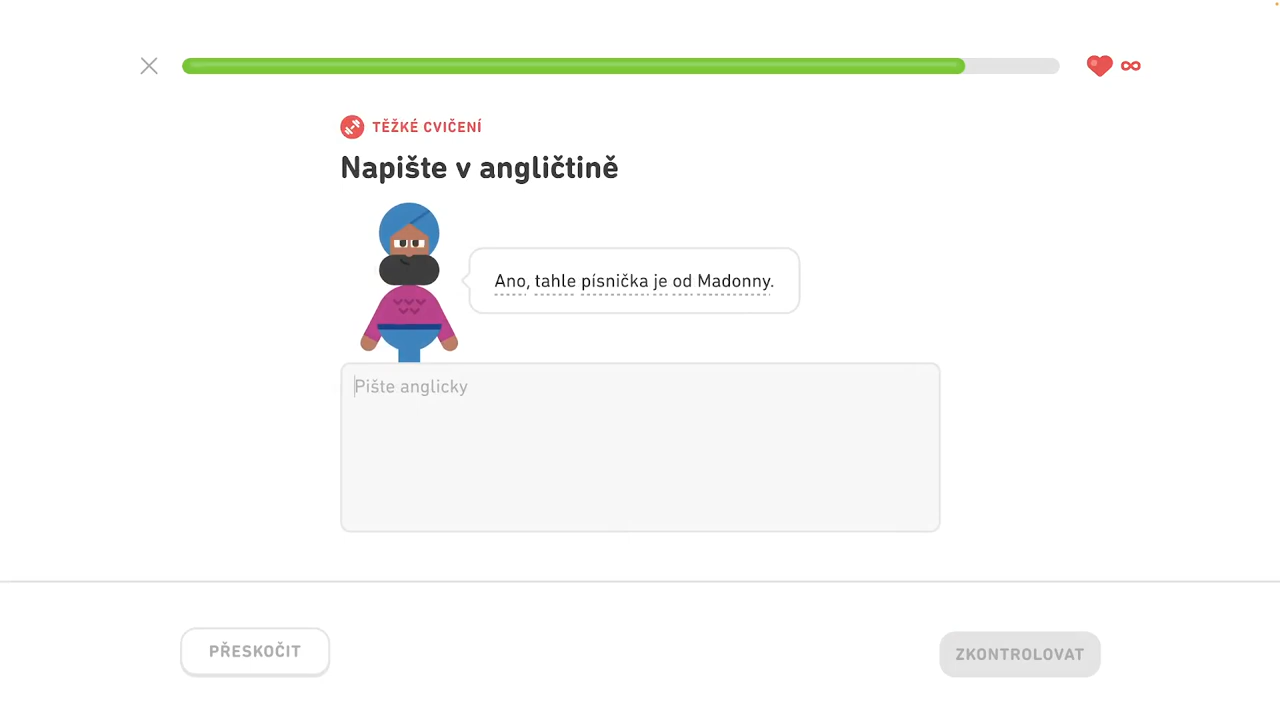 TĚŽKÉ CVIČENÍ
Napište v angličtině
Ano, tahle písnička je od Madonny.
Pište anglicky
PŘESKOČIT
ZKONTROLOVAT